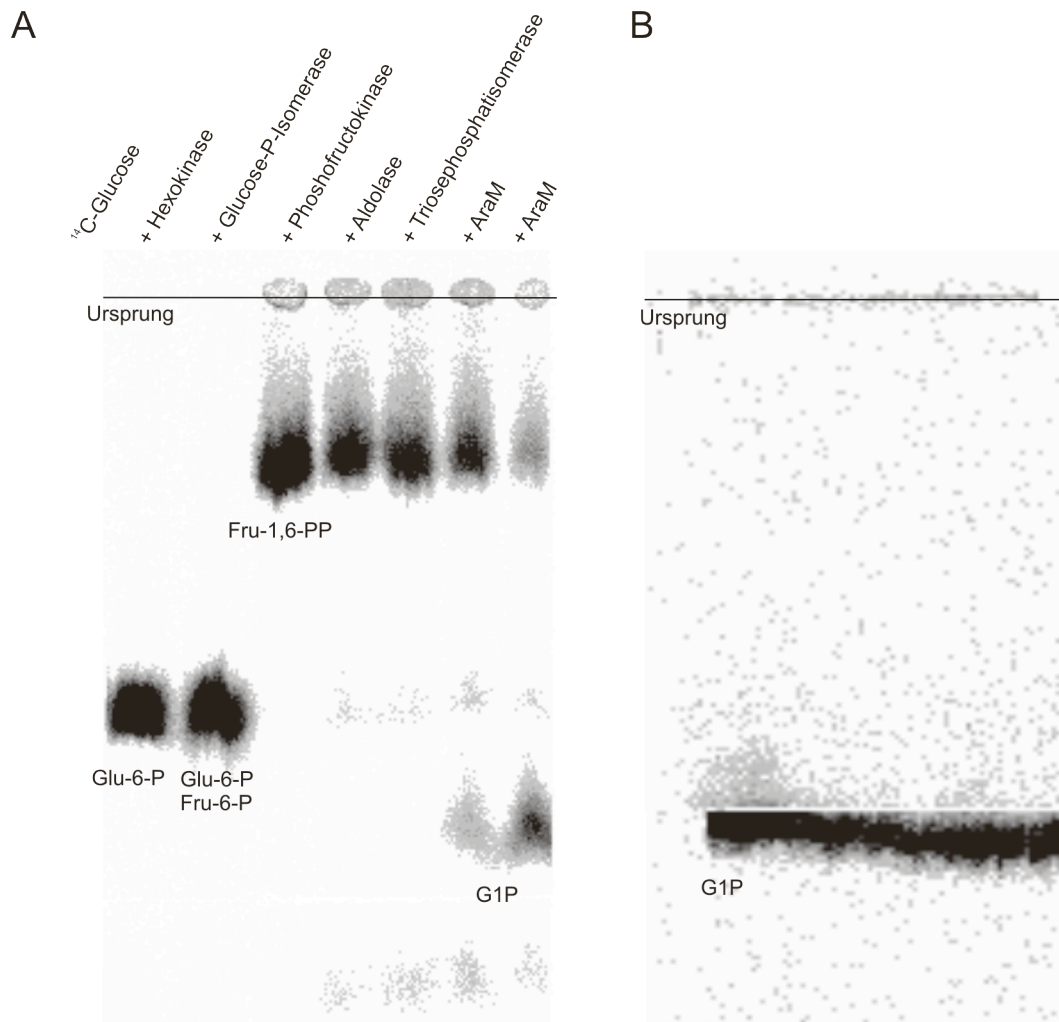 A
B
¹⁴C-Glucose
+ Hexokinase
+ Glucose-P-Isomerase
+ Phoshofructokinase
+ Aldolase
+ Triosephosphatisomerase
+ AraM
+ AraM
Ursprung
Ursprung
Fru-1,6-PP
Glu-6-P
Glu-6-P
Fru-6-P
G1P
G1P